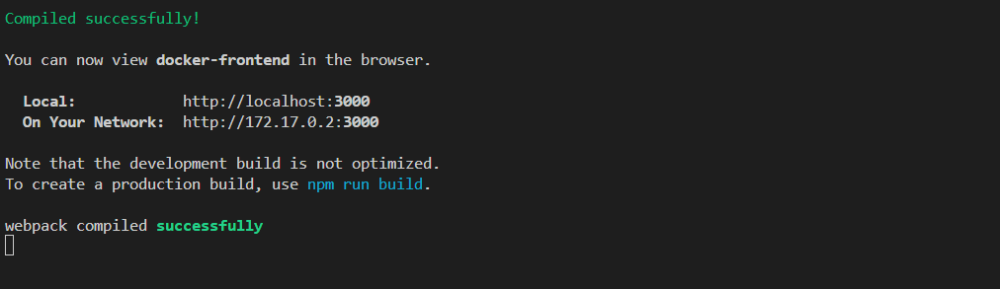 Compiled successfully!
You can now view docker-frontend in the browser.
Local: http://localhost:3000
On Your Network: http://172.17.0.2:3000
Note that the development build is not optimized.
To create a production build, use npm run build.
webpack compiled successfully